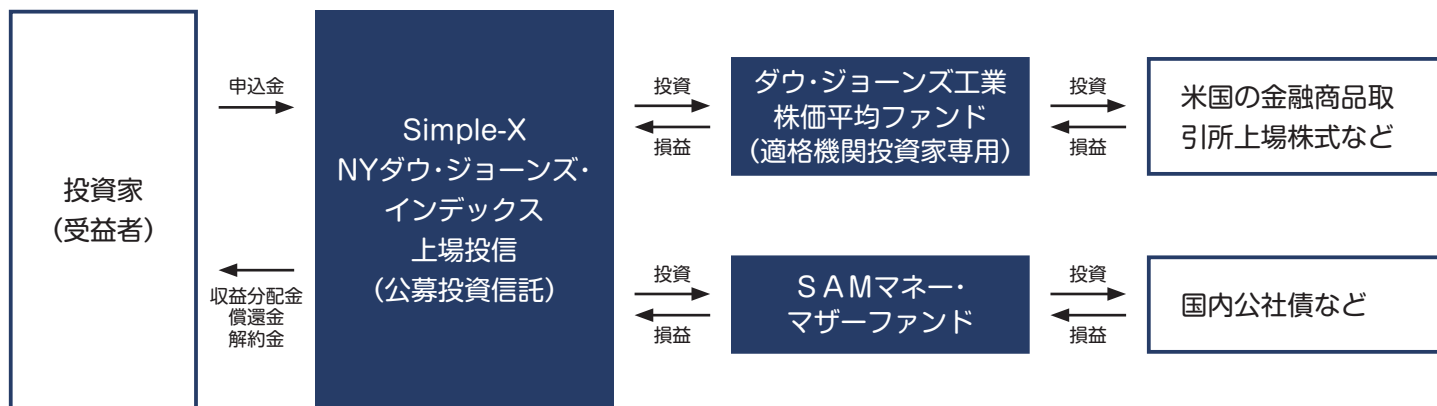 投資家
(受益者)
申込金
収益分配金
償還金
解約金
Simple-X
NYダウ・ジョーンズ・
インデックス
上場投信
(公募投資信託)
投資
損益
ダウ・ジョーンズ工業
株価平均ファンド
(適格機関投資家専用)
投資
損益
米国の金融商品取
引所上場株式など
投資
損益
SAMマネー・
マザーファンド
投資
損益
国内公社債など